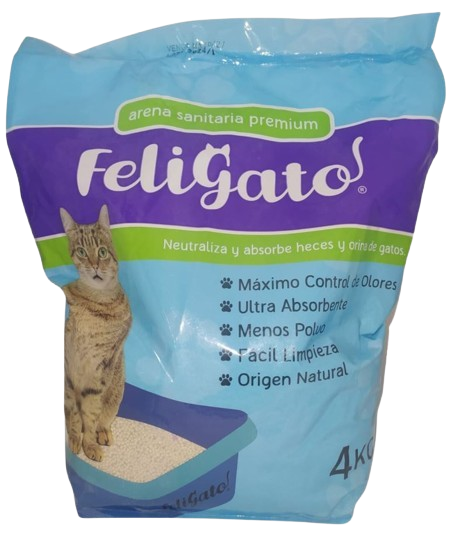 arena sanitaria premium
FeliGato!®
Neutraliza y absorbe heces y orina de gatos.
Máximo Control de Olores
Ultra Absorbente
Menos Polvo
Fácil Limpieza
Origen Natural
4KG
FeliGato!